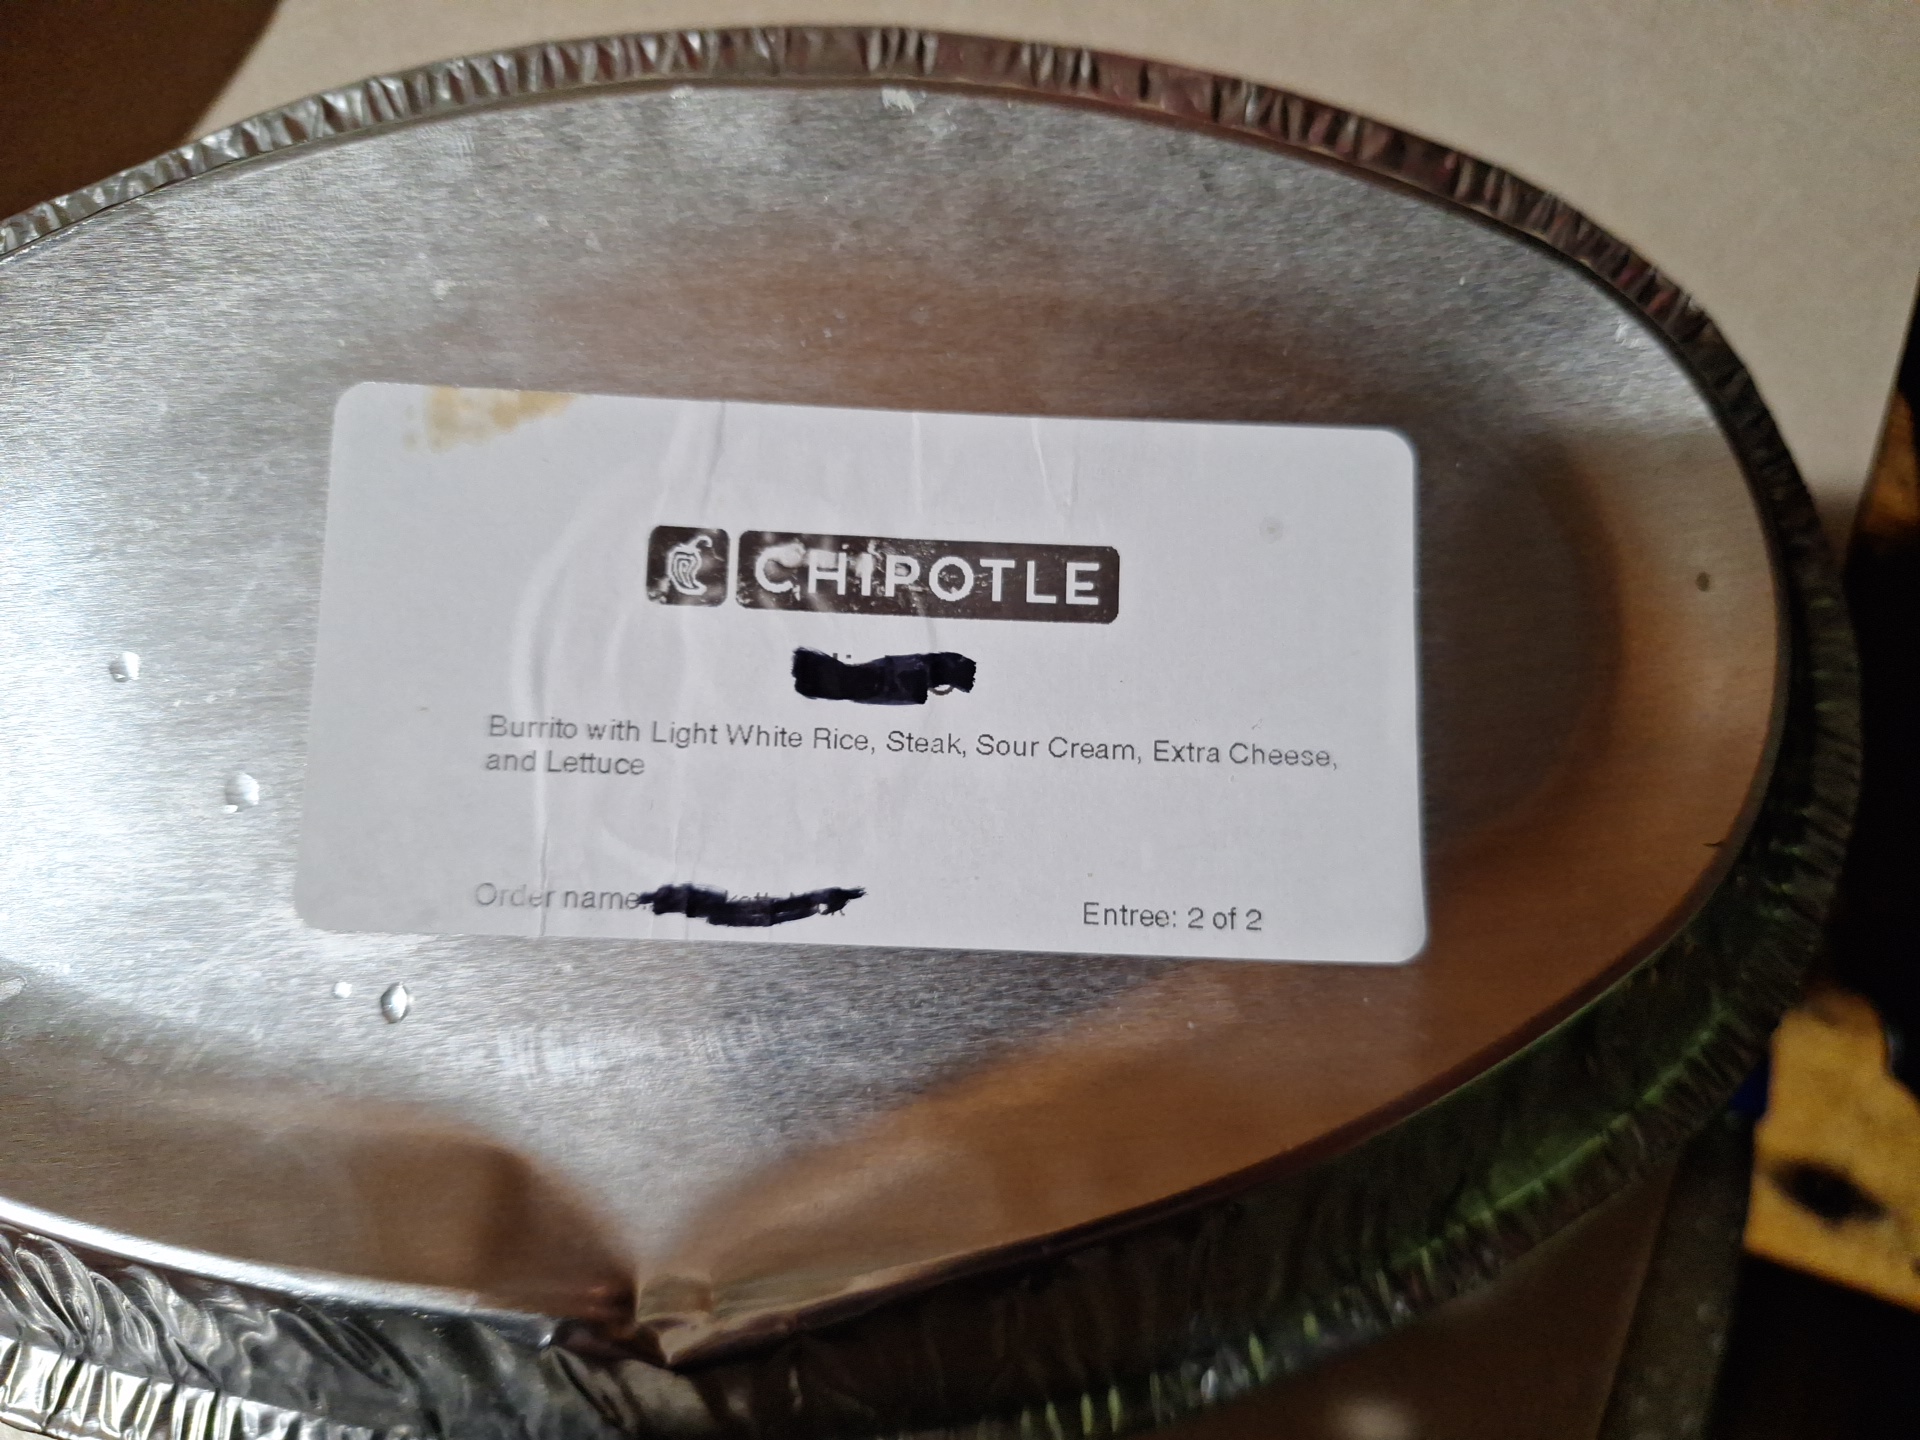 CHIPOTLE
Burrito with Light White Rice, Steak, Sour Cream, Extra Cheese,
and Lettuce
Order name:
Entree: 2 of 2